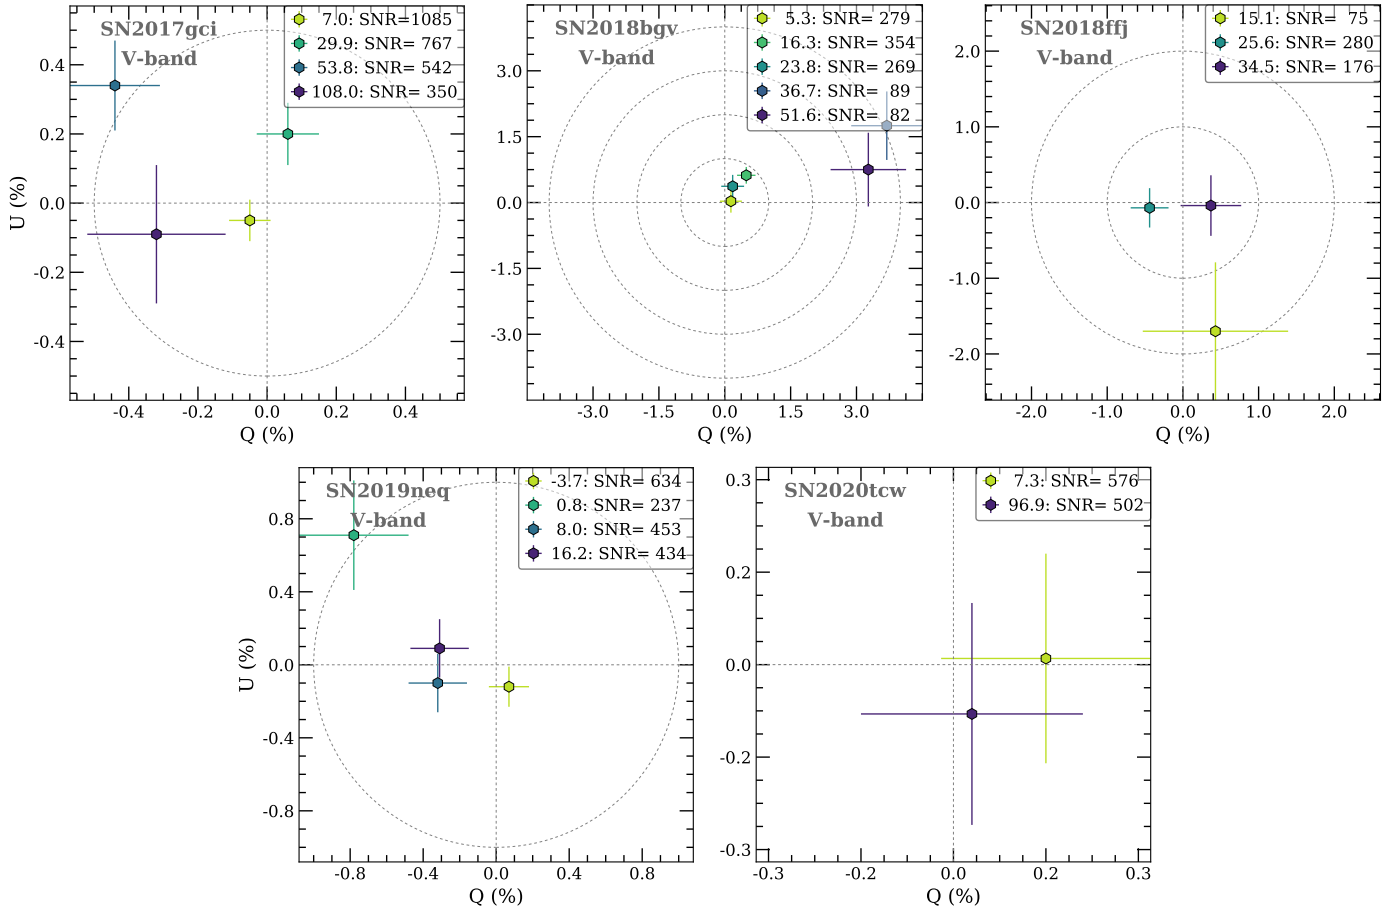 SN2017gci
V-band
7.0: SNR=1085
29.9: SNR= 767
53.8: SNR= 542
108.0: SNR= 350
0.4
0.2
0.0
-0.2
-0.4
U (%)
-0.4
-0.2
0.0
0.2
0.4
Q (%)
SN2018bgv
V-band
5.3: SNR= 279
16.3: SNR= 354
23.8: SNR= 269
36.7: SNR= 89
51.6: SNR= 82
3.0
1.5
0.0
-1.5
-3.0
-3.0
-1.5
0.0
1.5
3.0
Q (%)
SN2018ffj
V-band
15.1: SNR= 75
25.6: SNR= 280
34.5: SNR= 176
2.0
1.0
0.0
-1.0
-2.0
-2.0
-1.0
0.0
1.0
2.0
Q (%)
SN2019neq
V-band
-3.7: SNR= 634
0.8: SNR= 237
8.0: SNR= 453
16.2: SNR= 434
0.8
0.4
0.0
-0.4
-0.8
U (%)
-0.8
-0.4
0.0
0.4
0.8
Q (%)
SN2020tcw
V-band
7.3: SNR= 576
96.9: SNR= 502
0.3
0.2
0.0
-0.2
-0.3
-0.3
-0.2
0.0
0.2
0.3
Q (%)